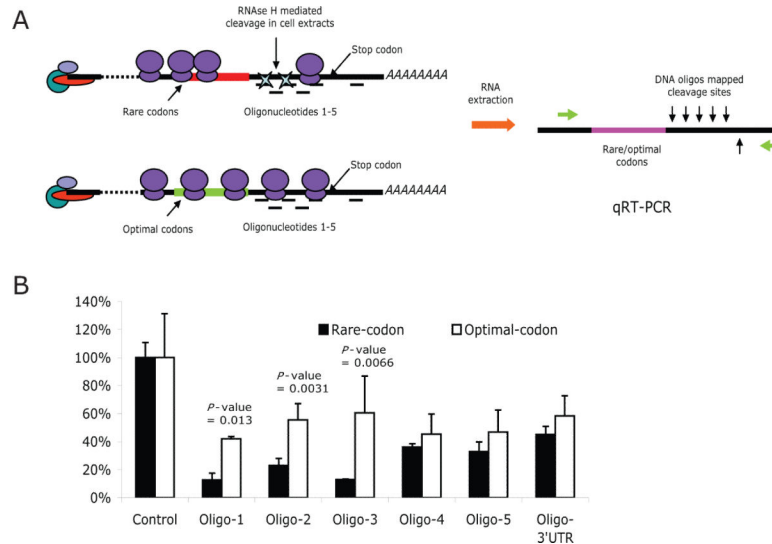 A
RNAse H mediated
cleavage in cell extracts
Stop codon
AAAAAAAA
Rare codons
Oligonucleotides 1-5
RNA
extraction
DNA oligos mapped
cleavage sites
Rare/optimal
codons
qRT-PCR
Stop codon
AAAAAAAA
Optimal codons
Oligonucleotides 1-5
B
140%
120%
100%
80%
60%
40%
20%
0%
Rare-codon
Optimal-codon
P-value
= 0.013
P-value
= 0.0031
P-value
= 0.0066
Control
Oligo-1
Oligo-2
Oligo-3
Oligo-4
Oligo-5
Oligo-
3'UTR